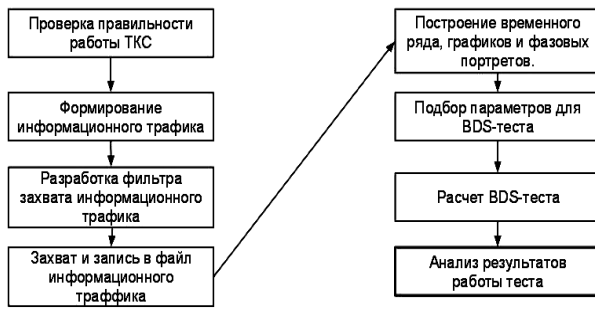 Проверка правильности
работы ТКС
Формирование
информационного трафика
Разработка фильтра
захвата информационного
трафика
Захват и запись в файл
информационного
траффика
Построение временного
ряда, графиков и фазовых
портретов.
Подбор параметров для
BDS-теста
Расчет BDS-теста
Анализ результатов
работы теста